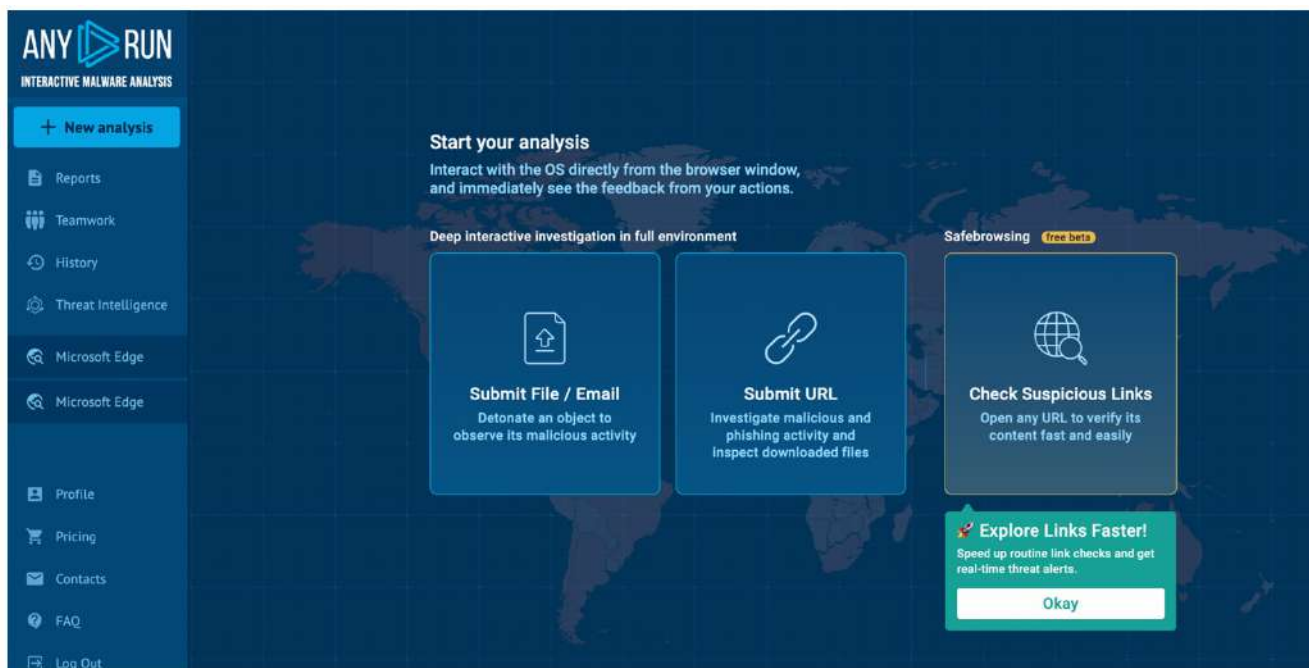 ANY RUN
INTERACTIVE MALWARE ANALYSIS
+ New analysis
Reports
Teamwork
History
Threat Intelligence
Microsoft Edge
Microsoft Edge
Profile
Pricing
Contacts
FAQ
Log Out
Start your analysis
Interact with the OS directly from the browser window,
and immediately see the feedback from your actions.
Deep interactive investigation in full environment
Submit File / Email
Detonate an object to
observe its malicious activity
Submit URL
Investigate malicious and
phishing activity and
inspect downloaded files
Safebrowsing free beta
Check Suspicious Links
Open any URL to verify its
content fast and easily
🚀 Explore Links Faster!
Speed up routine link checks and get
real-time threat alerts.
Okay